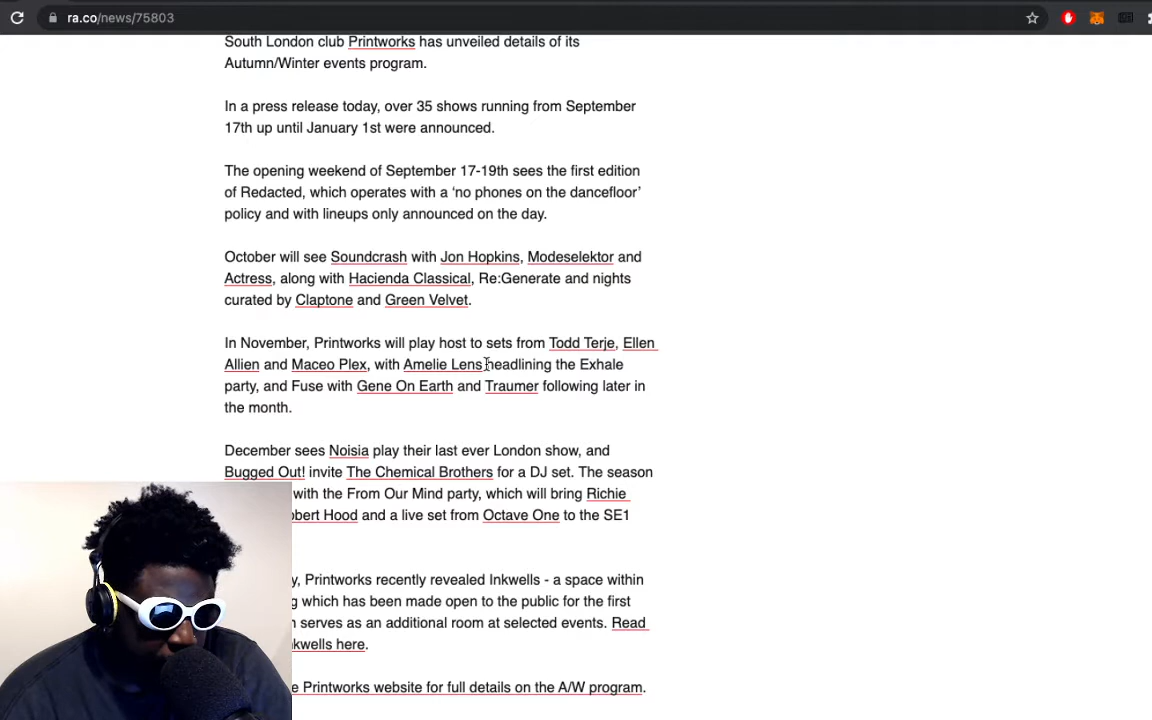 ra.co/news/75803
South London club Printworks has unveiled details of its
Autumn/Winter events program.
In a press release today, over 35 shows running from September
17th up until January 1st were announced.
The opening weekend of September 17-19th sees the first edition
of Redacted, which operates with a ‘no phones on the dancefloor’
policy and with lineups only announced on the day.
October will see Soundcrash with Jon Hopkins, Modeselektor and
Actress, along with Hacienda Classical, Re:Generate and nights
curated by Claptone and Green Velvet.
In November, Printworks will play host to sets from Todd Terje, Ellen
Allien and Maceo Plex, with Amelie Lens headlining the Exhale
party, and Fuse with Gene On Earth and Traumer following later in
the month.
December sees Noisia play their last ever London show, and
Bugged Out! invite The Chemical Brothers for a DJ set. The season
with the From Our Mind party, which will bring Richie
Hood and a live set from Octave One to the SE1
Printworks recently revealed Inkwells - a space within
which has been made open to the public for the first
serves as an additional room at selected events. Read
here.
Printworks website for full details on the A/W program.